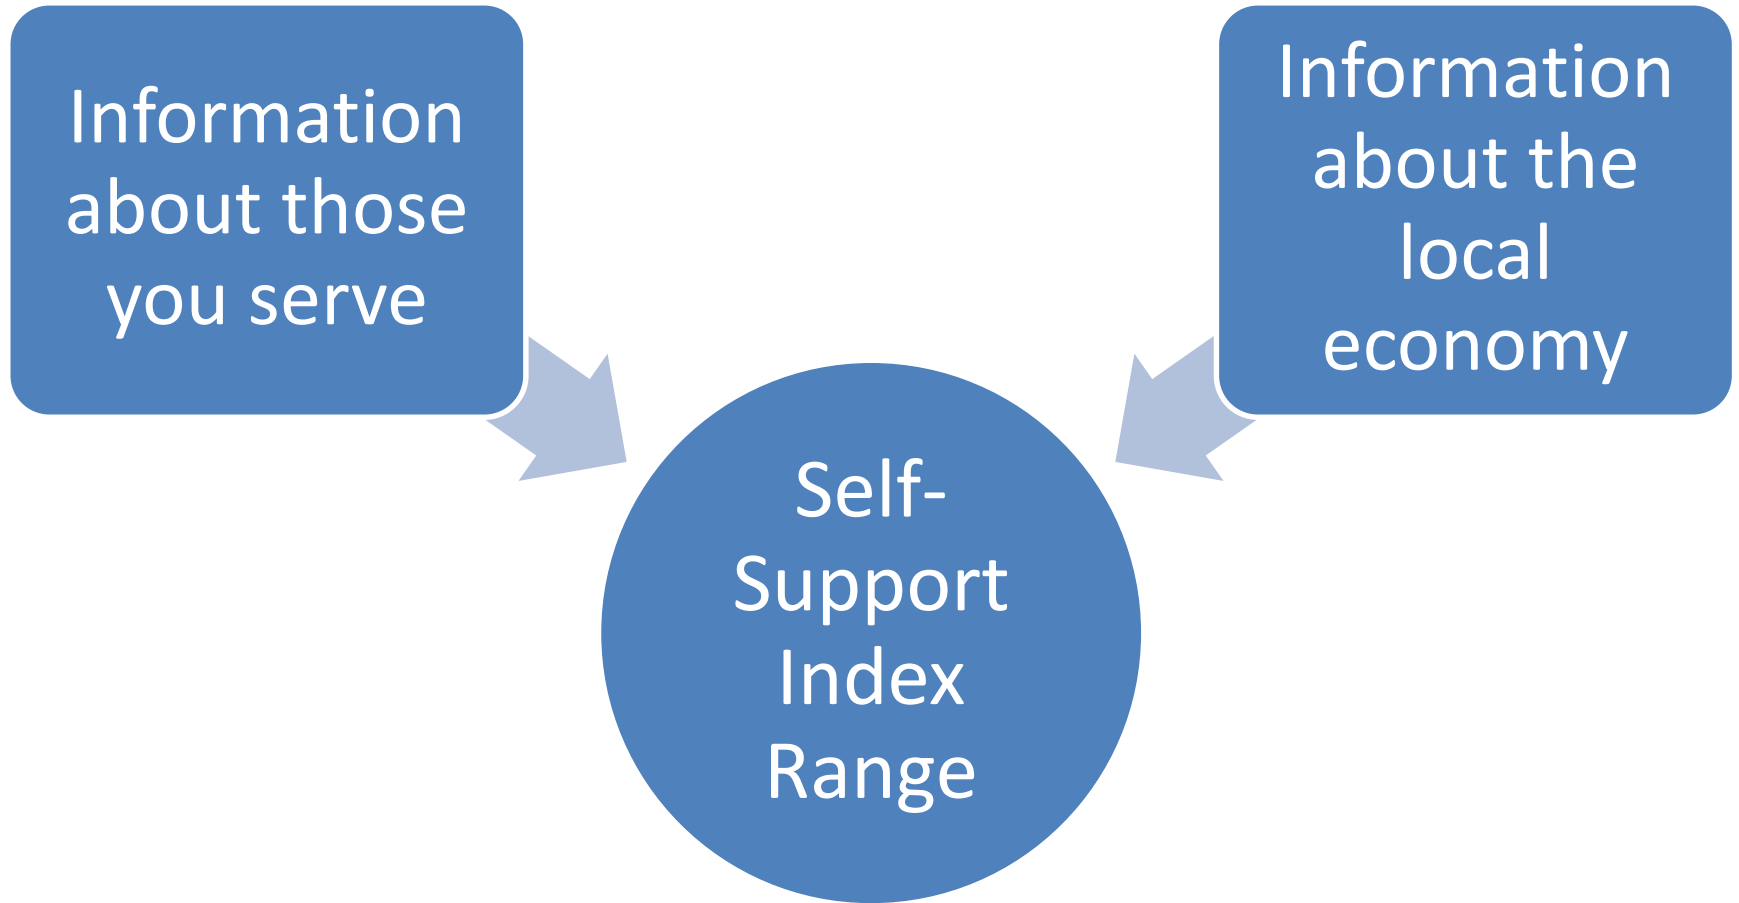 Information
about those
you serve
Information
about the
local
economy
Self-
Support
Index
Range